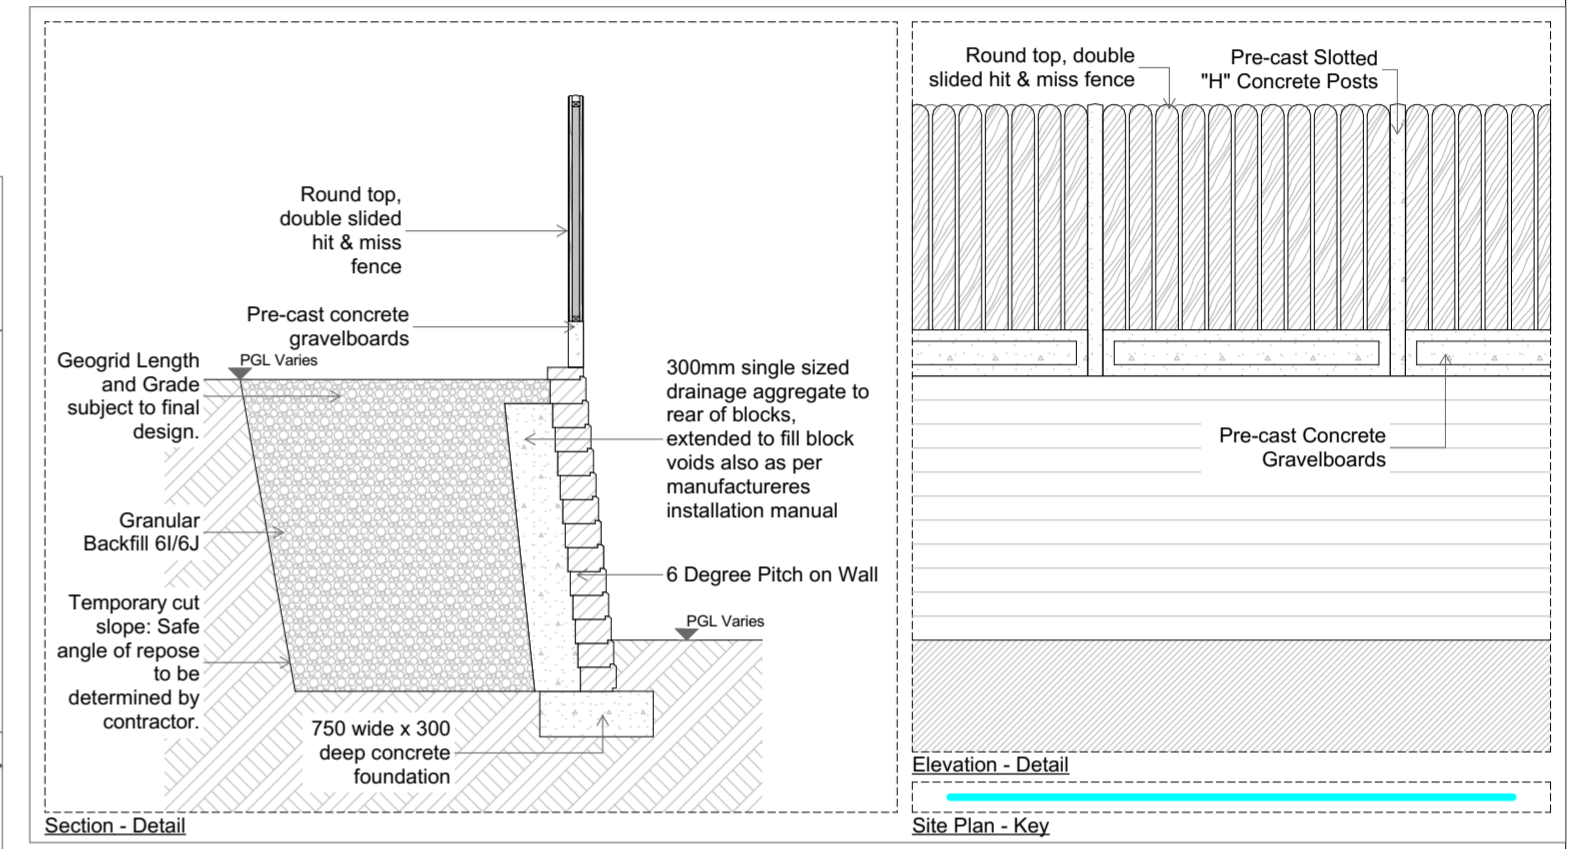 Round top,
double slided
hit & miss
fence
Pre-cast concrete
gravelboards
Geogrid Length
and Grade
subject to final
design.
PGL Varies
Granular
Backfill 6I/6J
Temporary cut
slope: Safe
angle of repose
to be
determined by
contractor.
750 wide x 300
deep concrete
foundation
300mm single sized
drainage aggregate to
rear of blocks,
extended to fill block
voids also as per
manufactureres
installation manual
6 Degree Pitch on Wall
PGL Varies
Section - Detail
Round top, double
slided hit & miss fence
Pre-cast Slotted
"H" Concrete Posts
Pre-cast Concrete
Gravelboards
Elevation - Detail
Site Plan - Key